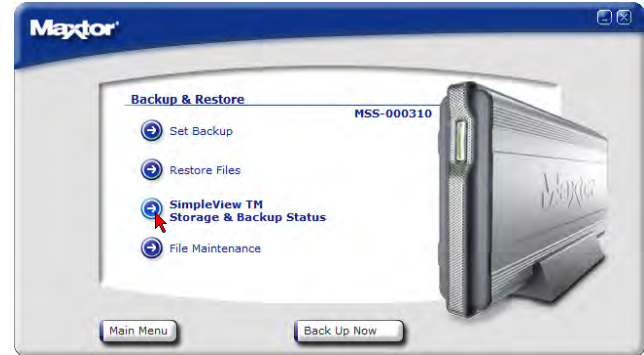 Maxtor
Backup & Restore
MSS-000310
Set Backup
Restore Files
SimpleView TM
Storage & Backup Status
File Maintenance
Maxtor
Main Menu
Back Up Now